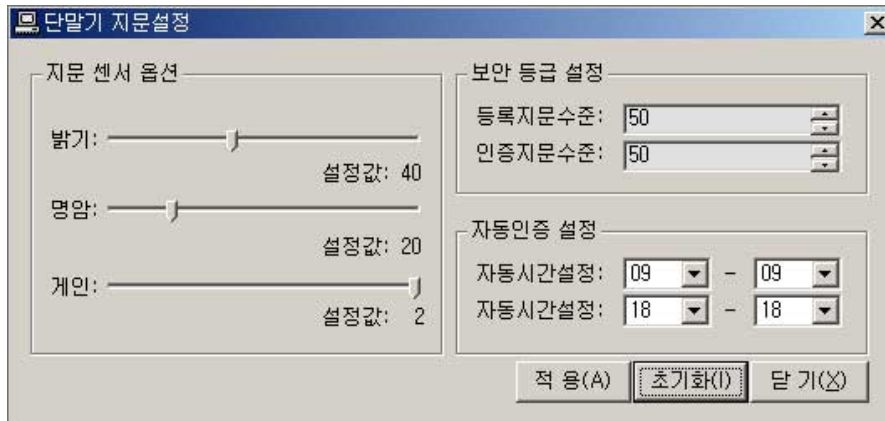 단말기 지문설정
지문 센서 옵션
밝기:
설정값: 40
명암:
설정값: 20
게인:
설정값: 2
보안 등급 설정
등록지문수준: 50
인증지문수준: 50
자동인증 설정
자동시간설정: 09 - 09
자동시간설정: 18 - 18
적 용(A) 초기화(I) 닫 기(X)